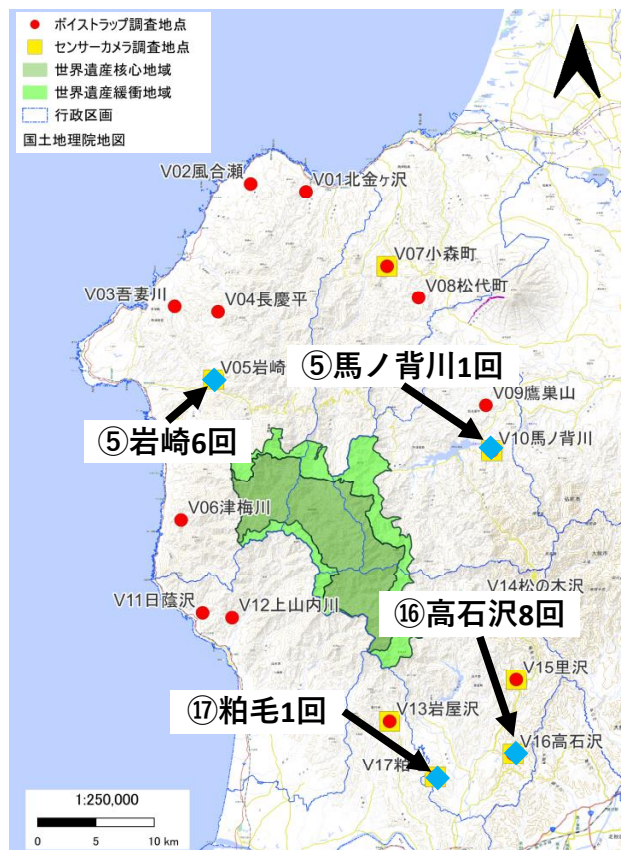 ボイストラップ調査地点
センサーカメラ調査地点
世界遺産核心地域
世界遺産緩衝地域
行政区画
国土地理院地図
V02風合瀬
V01北金ヶ沢
V07小森町
V08松代町
V03吾妻川
V04長慶平
V05岩崎
⑤馬ノ背川1回
V09鷹巣山
⑤岩崎6回
V10馬ノ背川
V06津梅川
V14松の木沢
V11日蔭沢
V12上山内川
⑯高石沢8回
V15里沢
⑰粕毛1回
V13岩屋沢
V16高石沢
V17粕
1:250,000
0 5 10 km